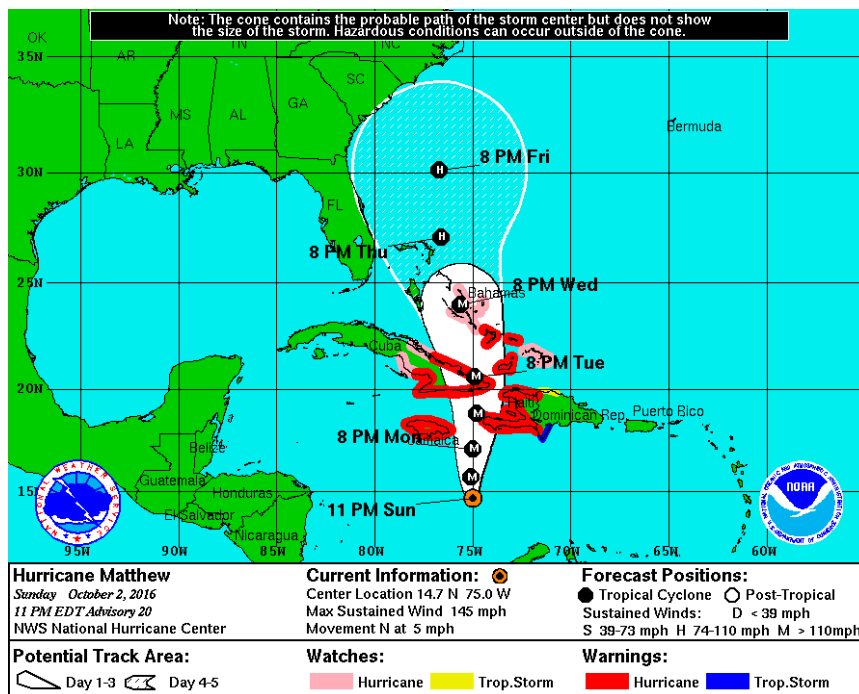 Note: The cone contains the probable path of the storm center but does not show
the size of the storm. Hazardous conditions can occur outside of the cone.
OK
AR
TN
NC
35N
SC
MS
AL
GA
LA
Bermuda
8 PM Fri
30N
FL
8 PM Thu
25N
8 PM Wed
Bahamas
Cuba
8 PM Tue
20N
Haiti
Dominican Rep.
Puerto Rico
8 PM Mon
Jamaica
Belize
Guatemala
Honduras
15N
11 PM Sun
El Salvador
Nicaragua
95W 90W 85W 80W 75W 70W 65W 60W
H
H
M
M
M
M
M
NATIONAL WEATHER SERVICE
NOAA
Hurricane Matthew
Sunday October 2, 2016
11 PM EDT Advisory 20
NWS National Hurricane Center
Current Information:
Center Location 14.7 N 75.0 W
Max Sustained Wind 145 mph
Movement N at 5 mph
Forecast Positions:
Tropical Cyclone Post-Tropical
Sustained Winds: D < 39 mph
S 39-73 mph H 74-110 mph M > 110mph
Potential Track Area:
Day 1-3 Day 4-5
Watches:
Hurricane Trop.Storm
Warnings:
Hurricane Trop.Storm